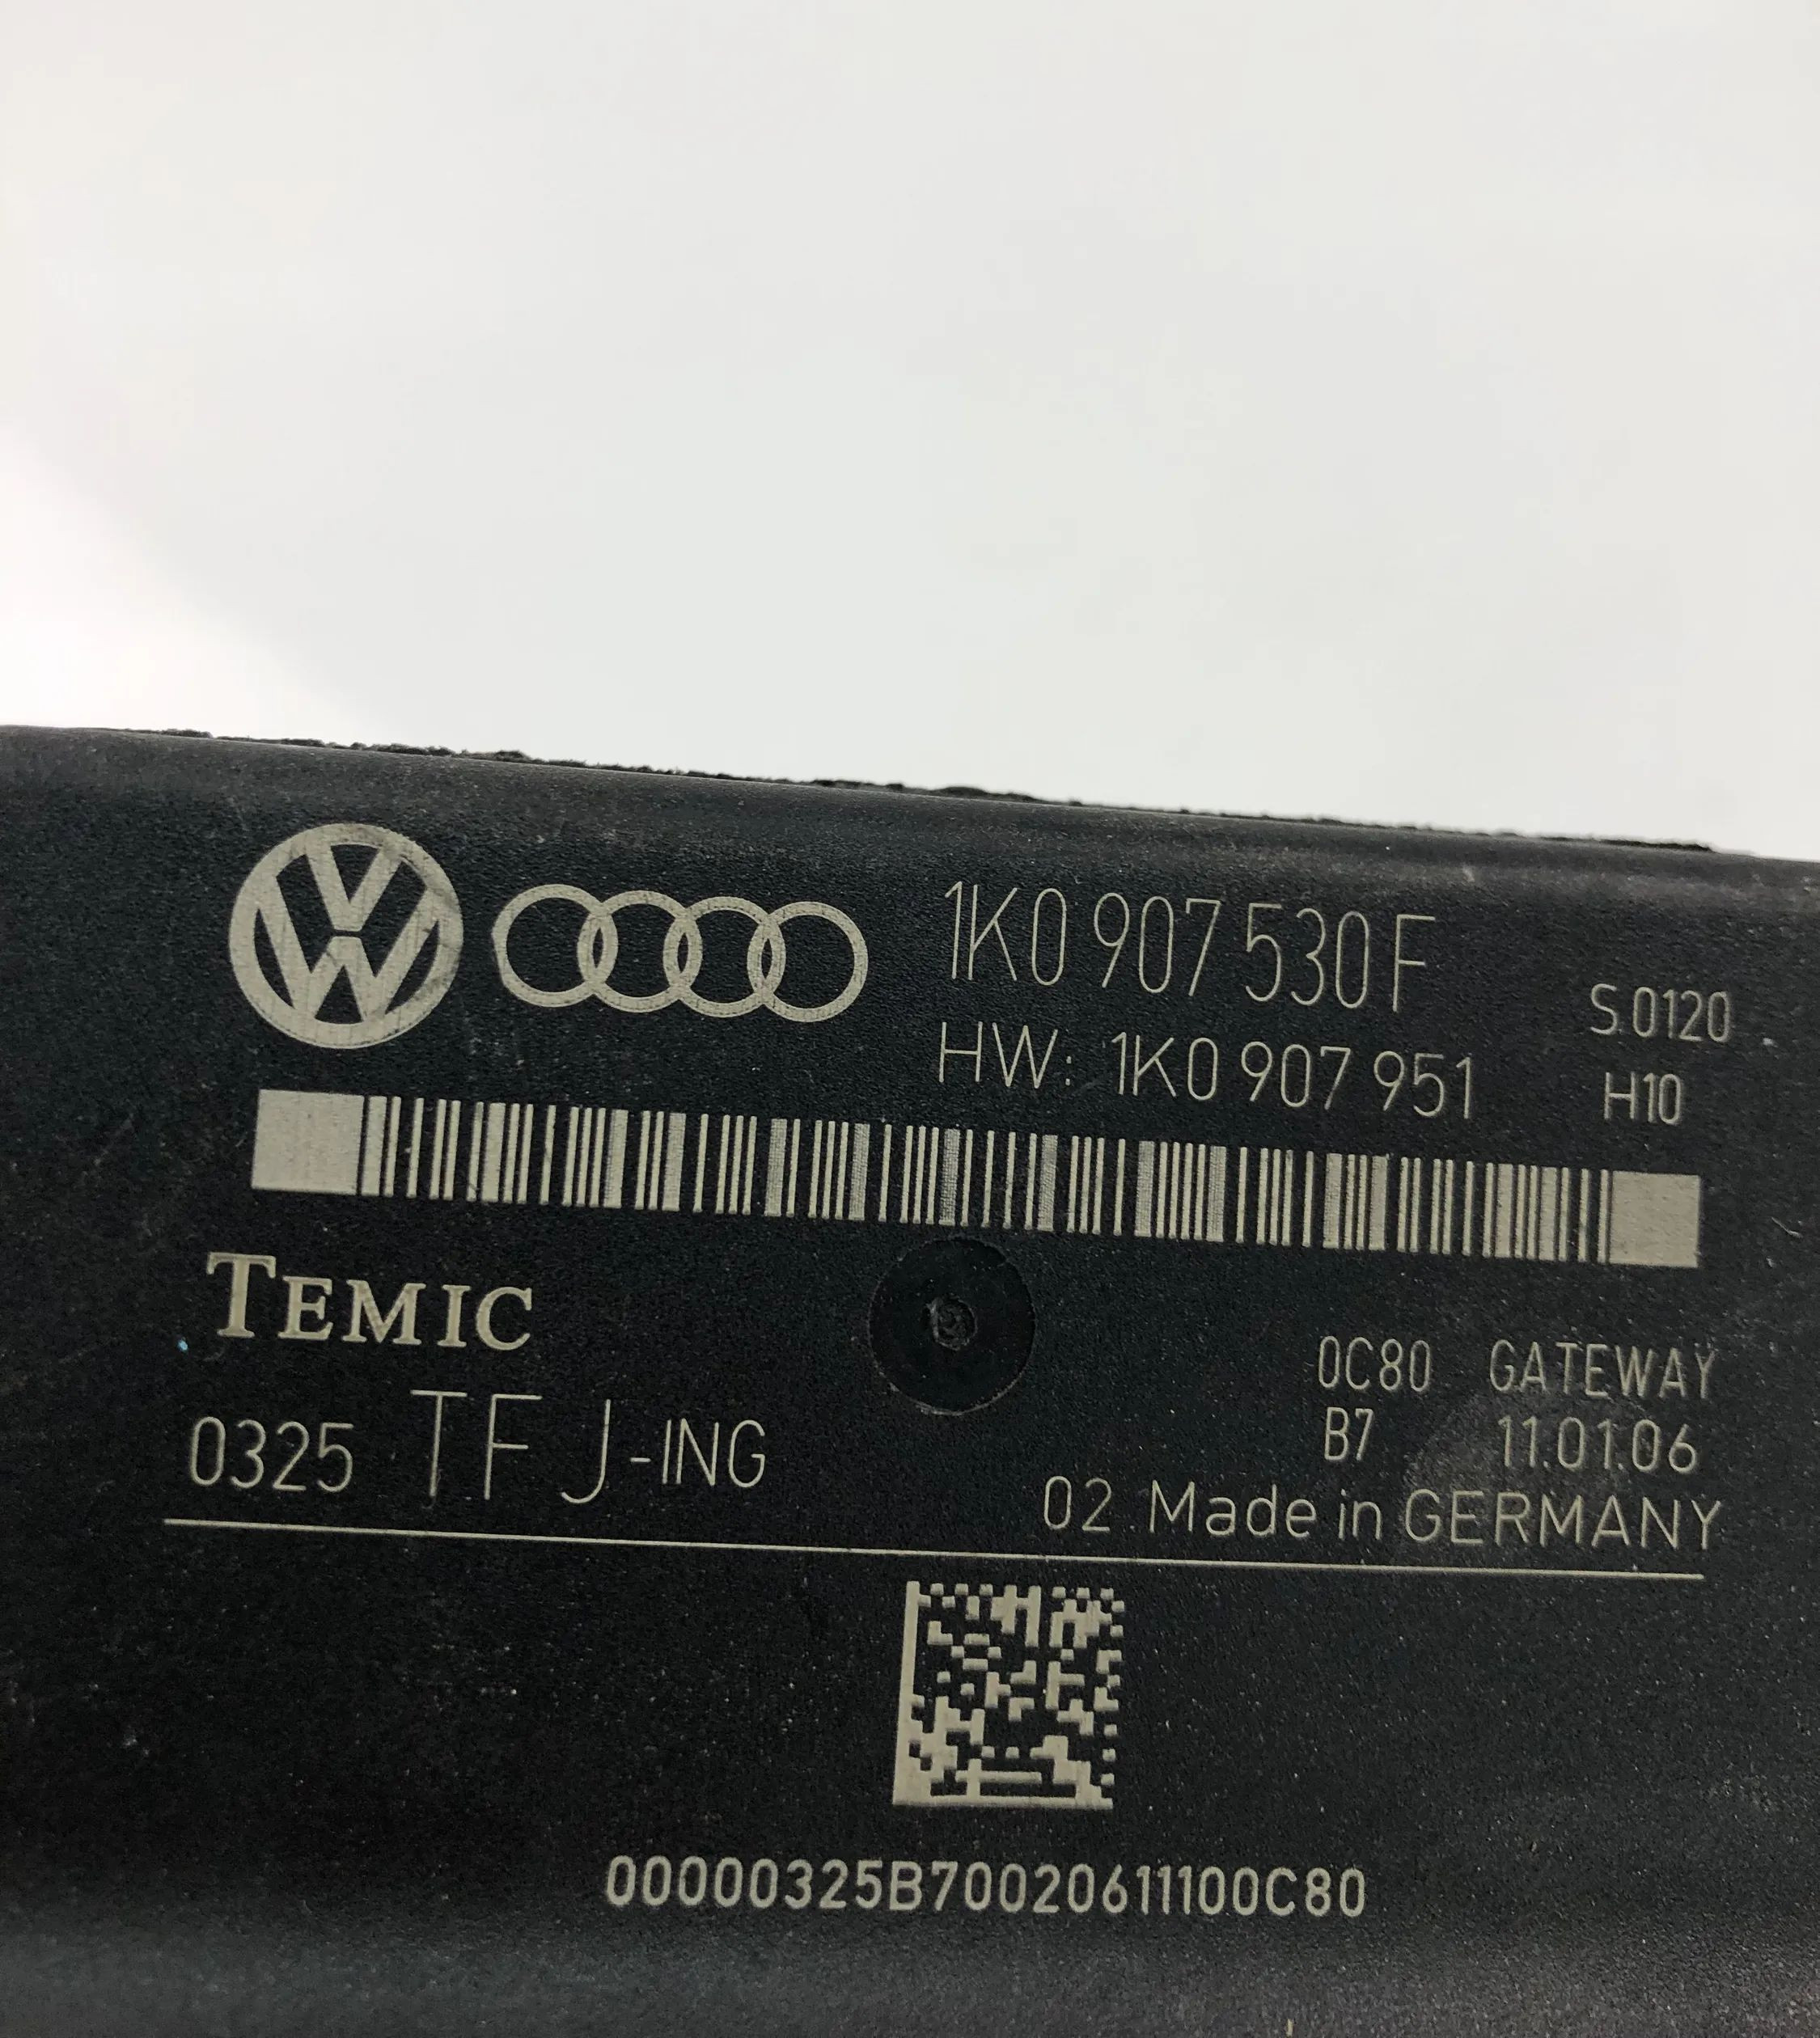 1K0 907 530 F
S.0120
HW: 1K0 907 951
H10
TEMIC
0C80 GATEWAY
0325 TFJ-ING
B7 11.01.06
02 Made in GERMANY
00000325B70020611100C80